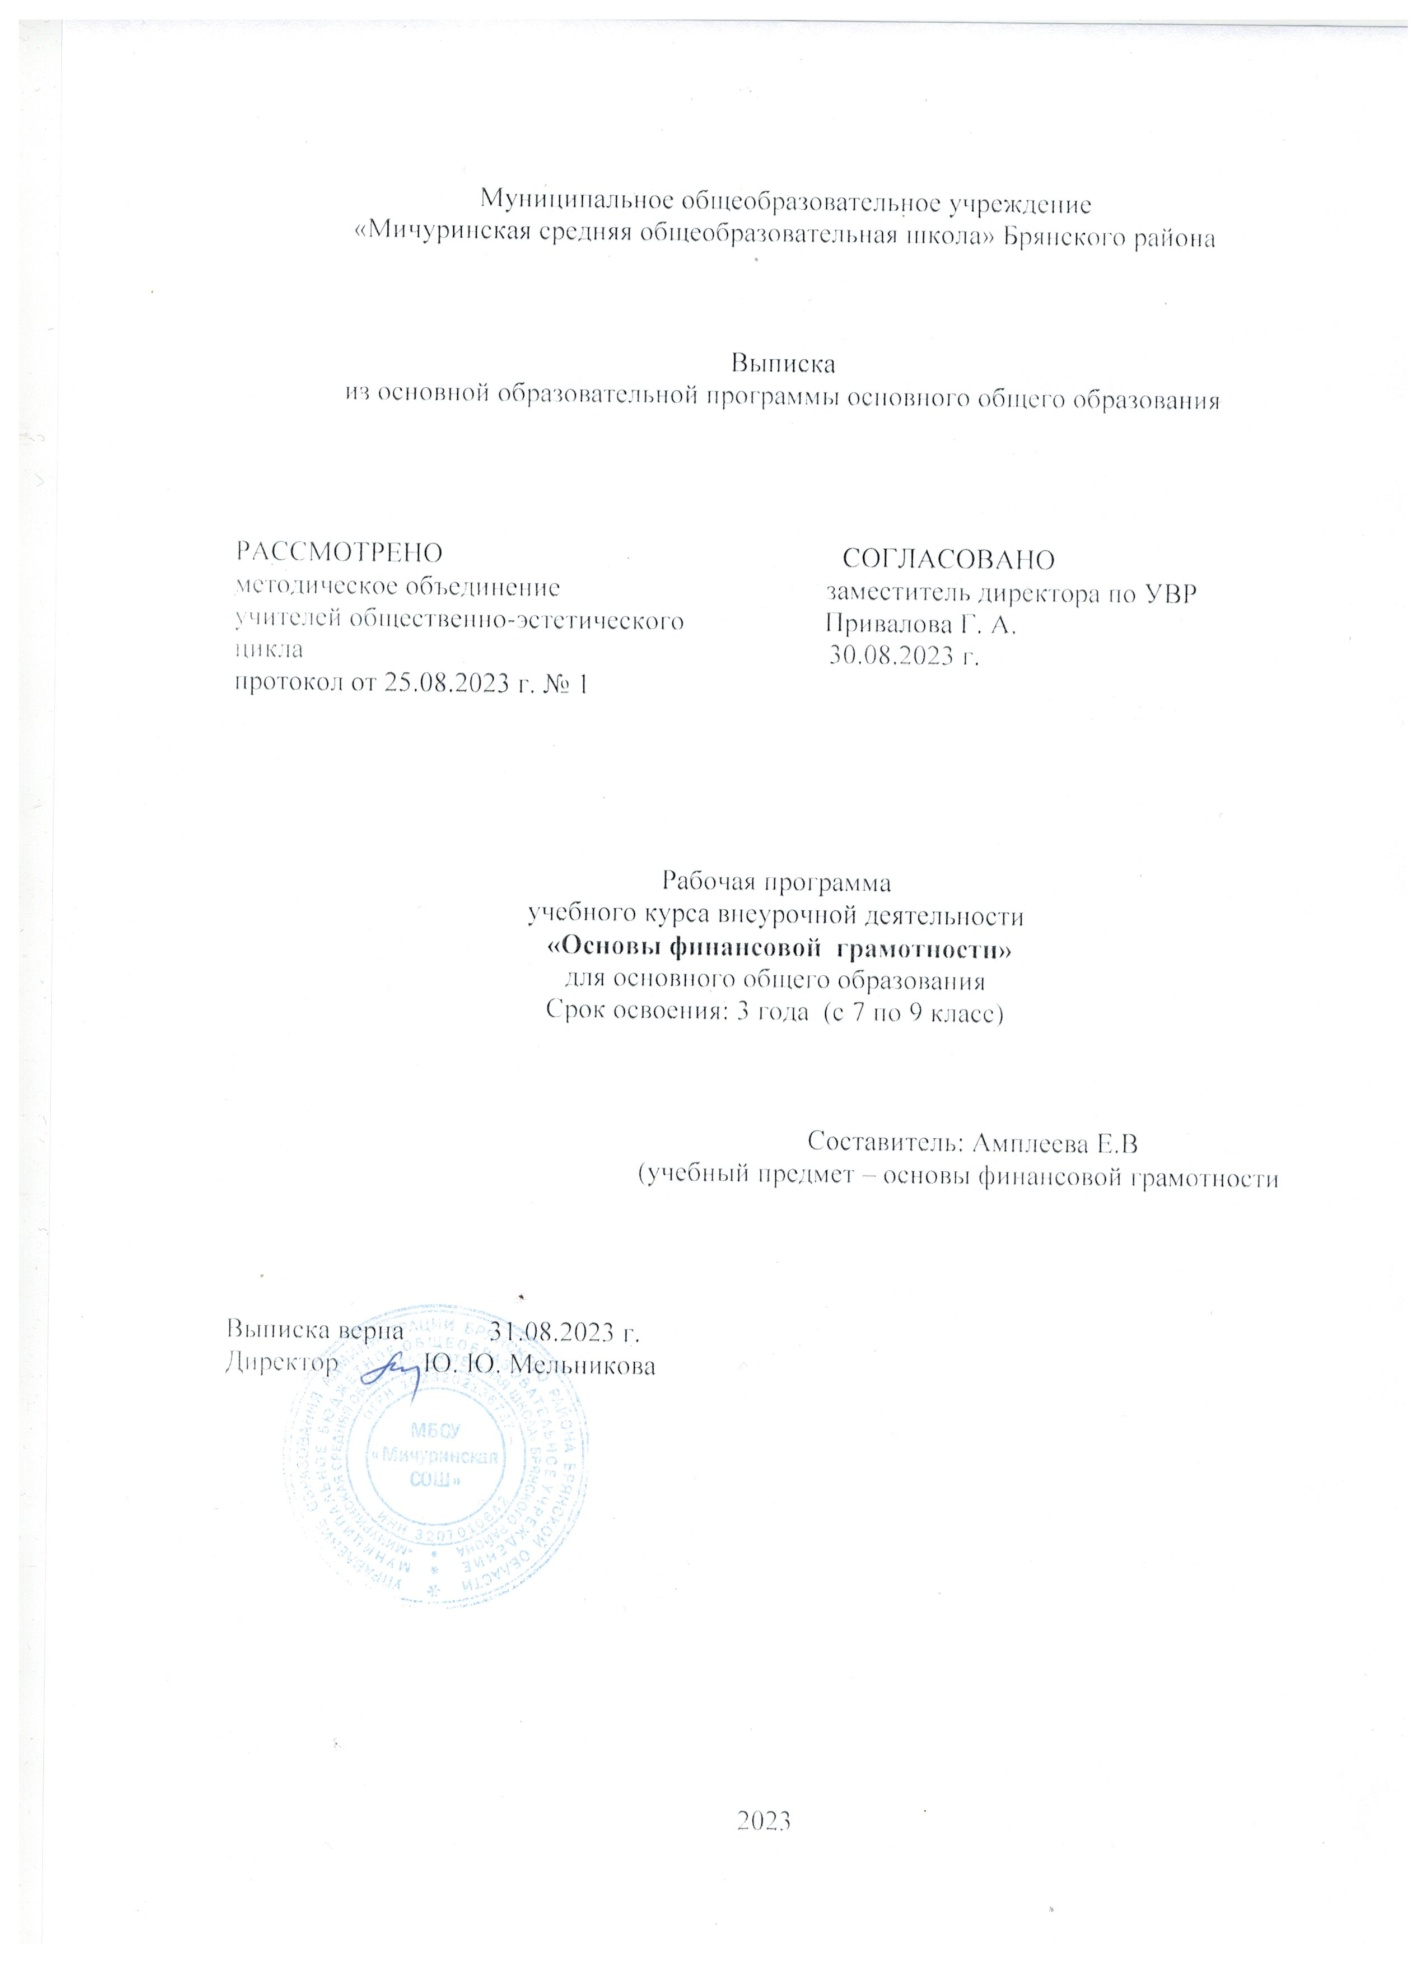 Муниципальное общеобразовательное учреждение
«Мичуринская средняя общеобразовательная школа» Брянского района
Выписка
из основной образовательной программы основного общего образования
РАССМОТРЕНО
методическое объединение
учителей общественно-эстетического
цикла
протокол от 25.08.2023 г. № 1
СОГЛАСОВАНО
заместитель директора по УВР
Привалова Г. А.
30.08.2023 г.
Рабочая программа
учебного курса внеурочной деятельности
«Основы финансовой грамотности»
для основного общего образования
Срок освоения: 3 года (с 7 по 9 класс)
Составитель: Амплеева Е.В
(учебный предмет – основы финансовой грамотности
Выписка верна 31.08.2023 г.
Директор Ю. Ю. Мельникова
МБОУ
«Мичуринская
СОШ»
2023